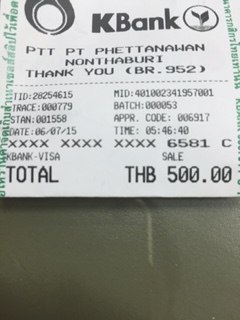 KBank
PTT PT PHETTANAWAN
NONTHABURI
THANK YOU (BR.952)
TID:28254615 MID:401002341957001
TRACE:000779 BATCH:000053
STAN:001558 APPR. CODE: 006917
DATE:06/07/15 TIME: 05:46:40
XXXX XXXX XXXX 6581 C
KBANK-VISA SALE
TOTAL THB 500.00